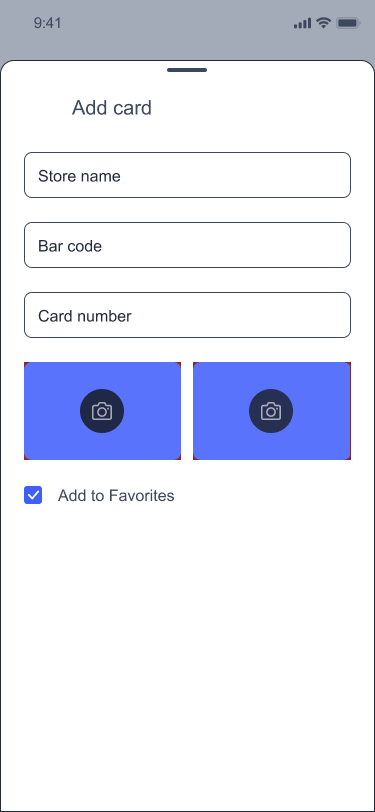 9:41
Add card
Store name
Bar code
Card number
Add to Favorites